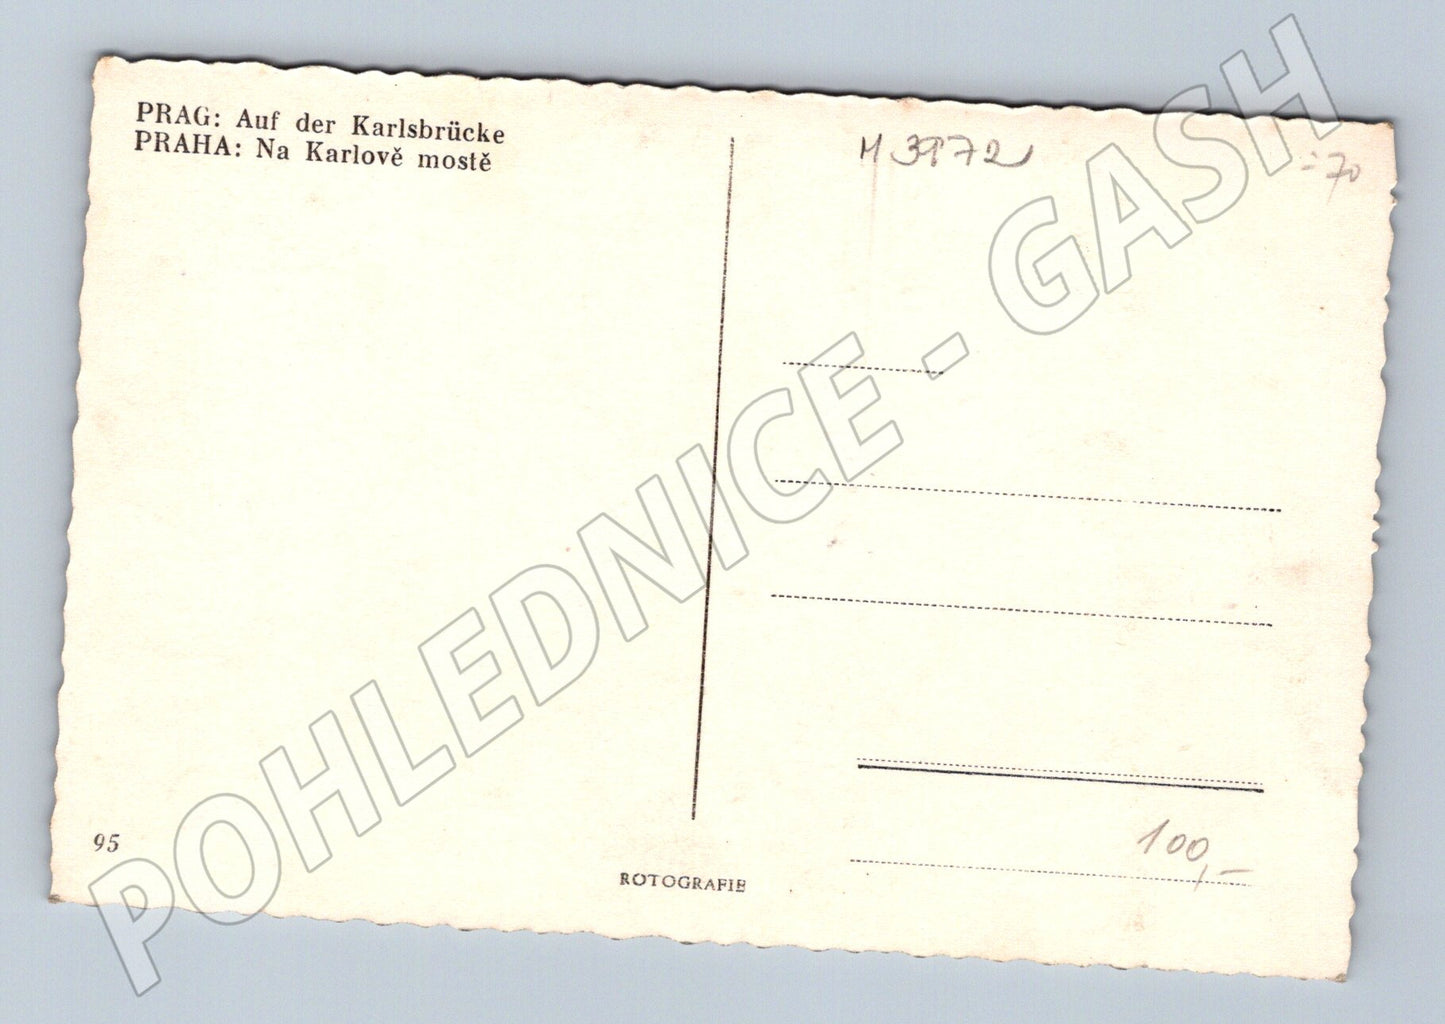 PRAG: Auf der Karlsbrücke
PRAHA: Na Karlově mostě
M 3972
=70
POHLEDNICE - GASH
100,-
95
ROTOGRAFIE